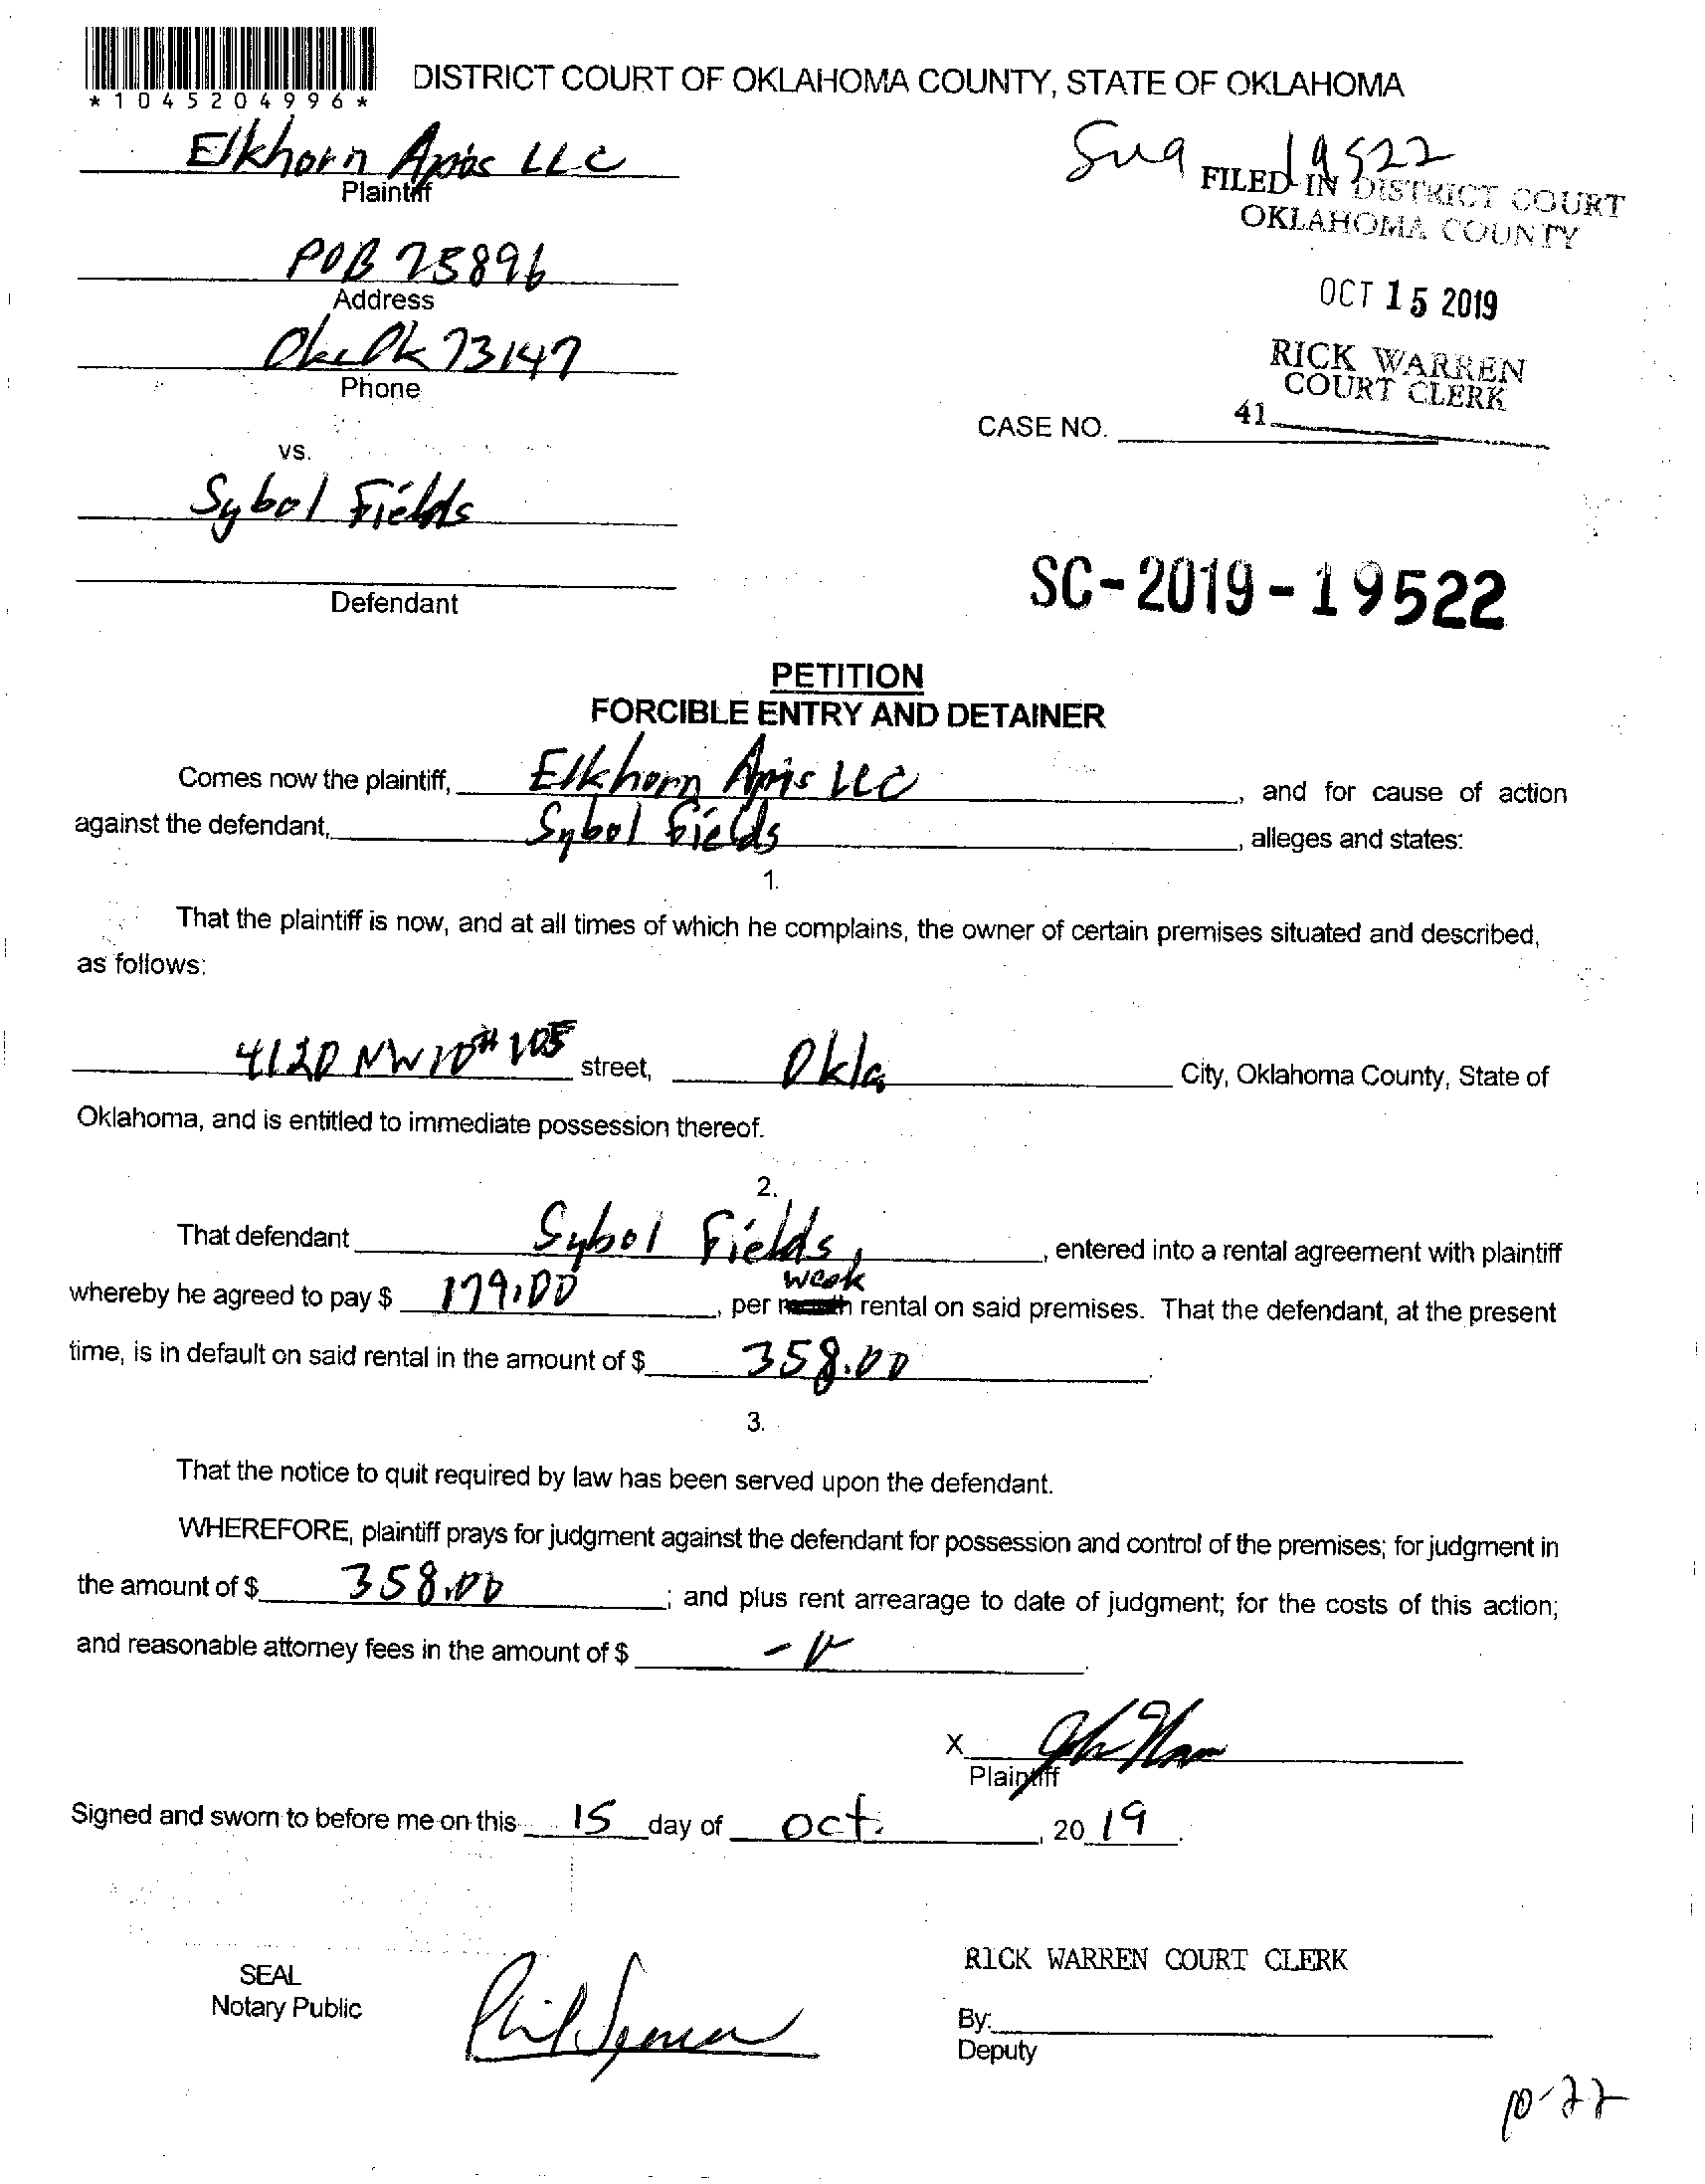 *1045204996*
DISTRICT COURT OF OKLAHOMA COUNTY, STATE OF OKLAHOMA
Elkhorn LLC
Plaintiff
19522
FILED IN DISTRICT COURT
OKLAHOMA COUNTY
POB 25896
Address
OCT 15 2019
Okc Ok 73147
Phone
RICK WARREN
COURT CLERK
41
CASE NO.
vs.
Sybol Fields
Defendant
SC-2019-19522
PETITION
FORCIBLE ENTRY AND DETAINER
Comes now the plaintiff, Elkhorn LLC, and for cause of action
against the defendant, Sybol Fields, alleges and states:
1.
That the plaintiff is now, and at all times of which he complains, the owner of certain premises situated and described,
as follows:
4120 NW 10 # 105 street, Okla City, Oklahoma County, State of
Oklahoma, and is entitled to immediate possession thereof.
2.
That defendant Sybol Fields, entered into a rental agreement with plaintiff
week
whereby he agreed to pay $ 179.00, per month rental on said premises. That the defendant, at the present
time, is in default on said rental in the amount of $ 358.00.
3.
That the notice to quit required by law has been served upon the defendant.
WHEREFORE, plaintiff prays for judgment against the defendant for possession and control of the premises; for judgment in
the amount of $ 358.00; and plus rent arrearage to date of judgment; for the costs of this action;
and reasonable attorney fees in the amount of $
X
Plaintiff
Signed and sworn to before me on this 15 day of Oct., 20 19.
SEAL
Notary Public
RICK WARREN COURT CLERK
By:
Deputy
10-22